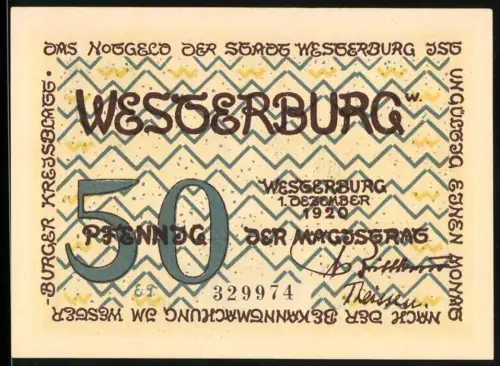 DAS NOTGELD DER STADT WESTERBURG IST
UNGÜLTIG EINEN MONAT
NACH DER BEKANNTMACHUNG IM WESTER-
-BURGER KREISBLATT.
WESTERBURG W.
50
PFENNIG
WESTERBURG
1. DEZEMBER
1920
DER MAGISTRAT
329974
Theissen.